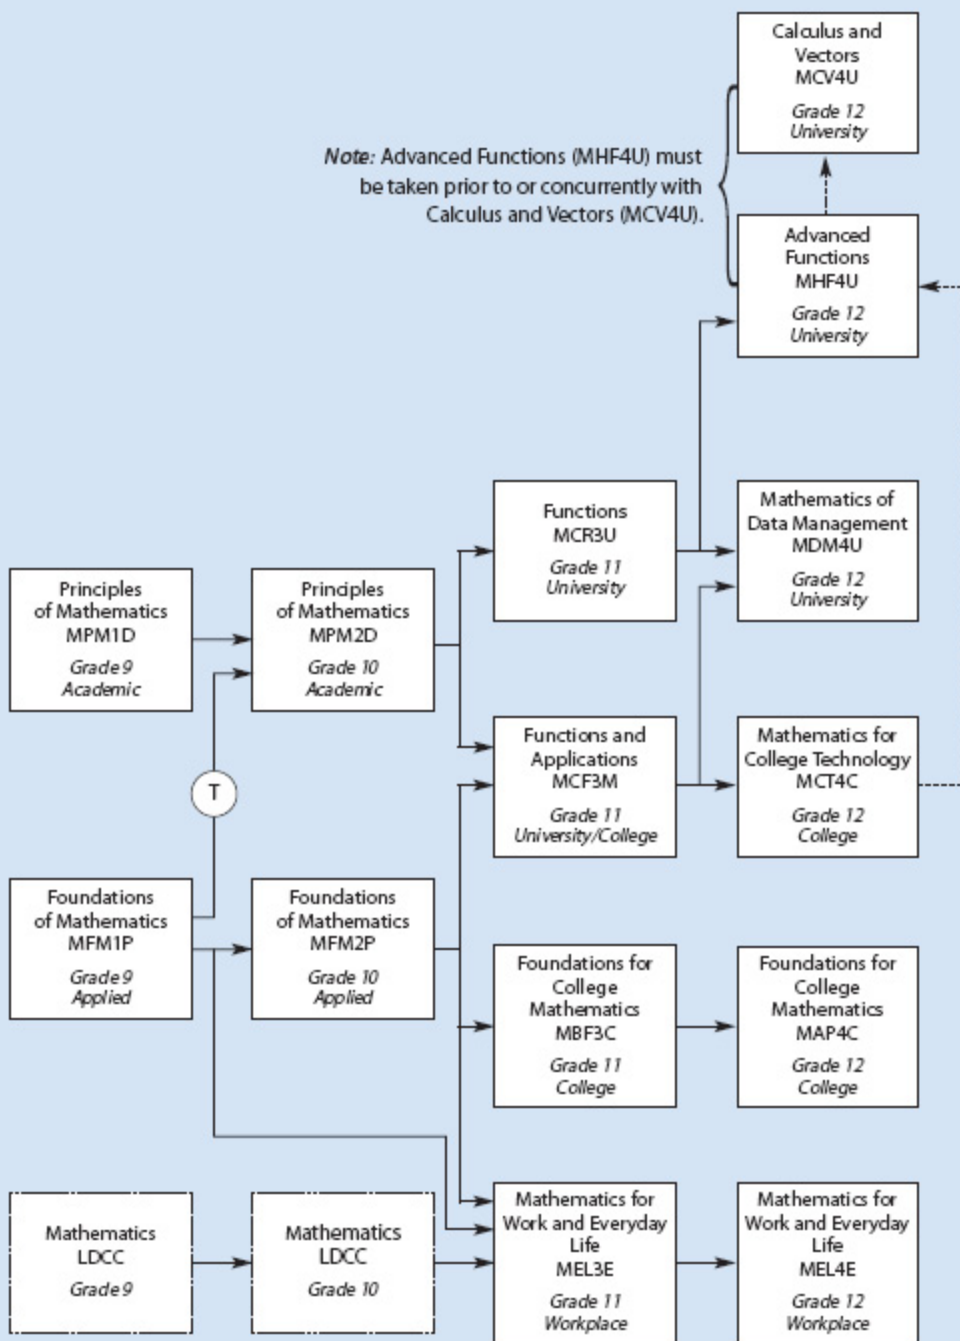 Calculus and
Vectors
MCV4U
Grade 12
University
Note: Advanced Functions (MHF4U) must
be taken prior to or concurrently with
Calculus and Vectors (MCV4U).
Advanced
Functions
MHF4U
Grade 12
University
Functions
MCR3U
Grade 11
University
Mathematics of
Data Management
MDM4U
Grade 12
University
Principles
of Mathematics
MPM1D
Grade 9
Academic
Principles
of Mathematics
MPM2D
Grade 10
Academic
Functions and
Applications
MCF3M
Grade 11
University/College
Mathematics for
College Technology
MCT4C
Grade 12
College
T
Foundations
of Mathematics
MFM1P
Grade 9
Applied
Foundations
of Mathematics
MFM2P
Grade 10
Applied
Foundations for
College
Mathematics
MBF3C
Grade 11
College
Foundations for
College
Mathematics
MAP4C
Grade 12
College
Mathematics
LDCC
Grade 9
Mathematics
LDCC
Grade 10
Mathematics for
Work and Everyday
Life
MEL3E
Grade 11
Workplace
Mathematics for
Work and Everyday
Life
MEL4E
Grade 12
Workplace